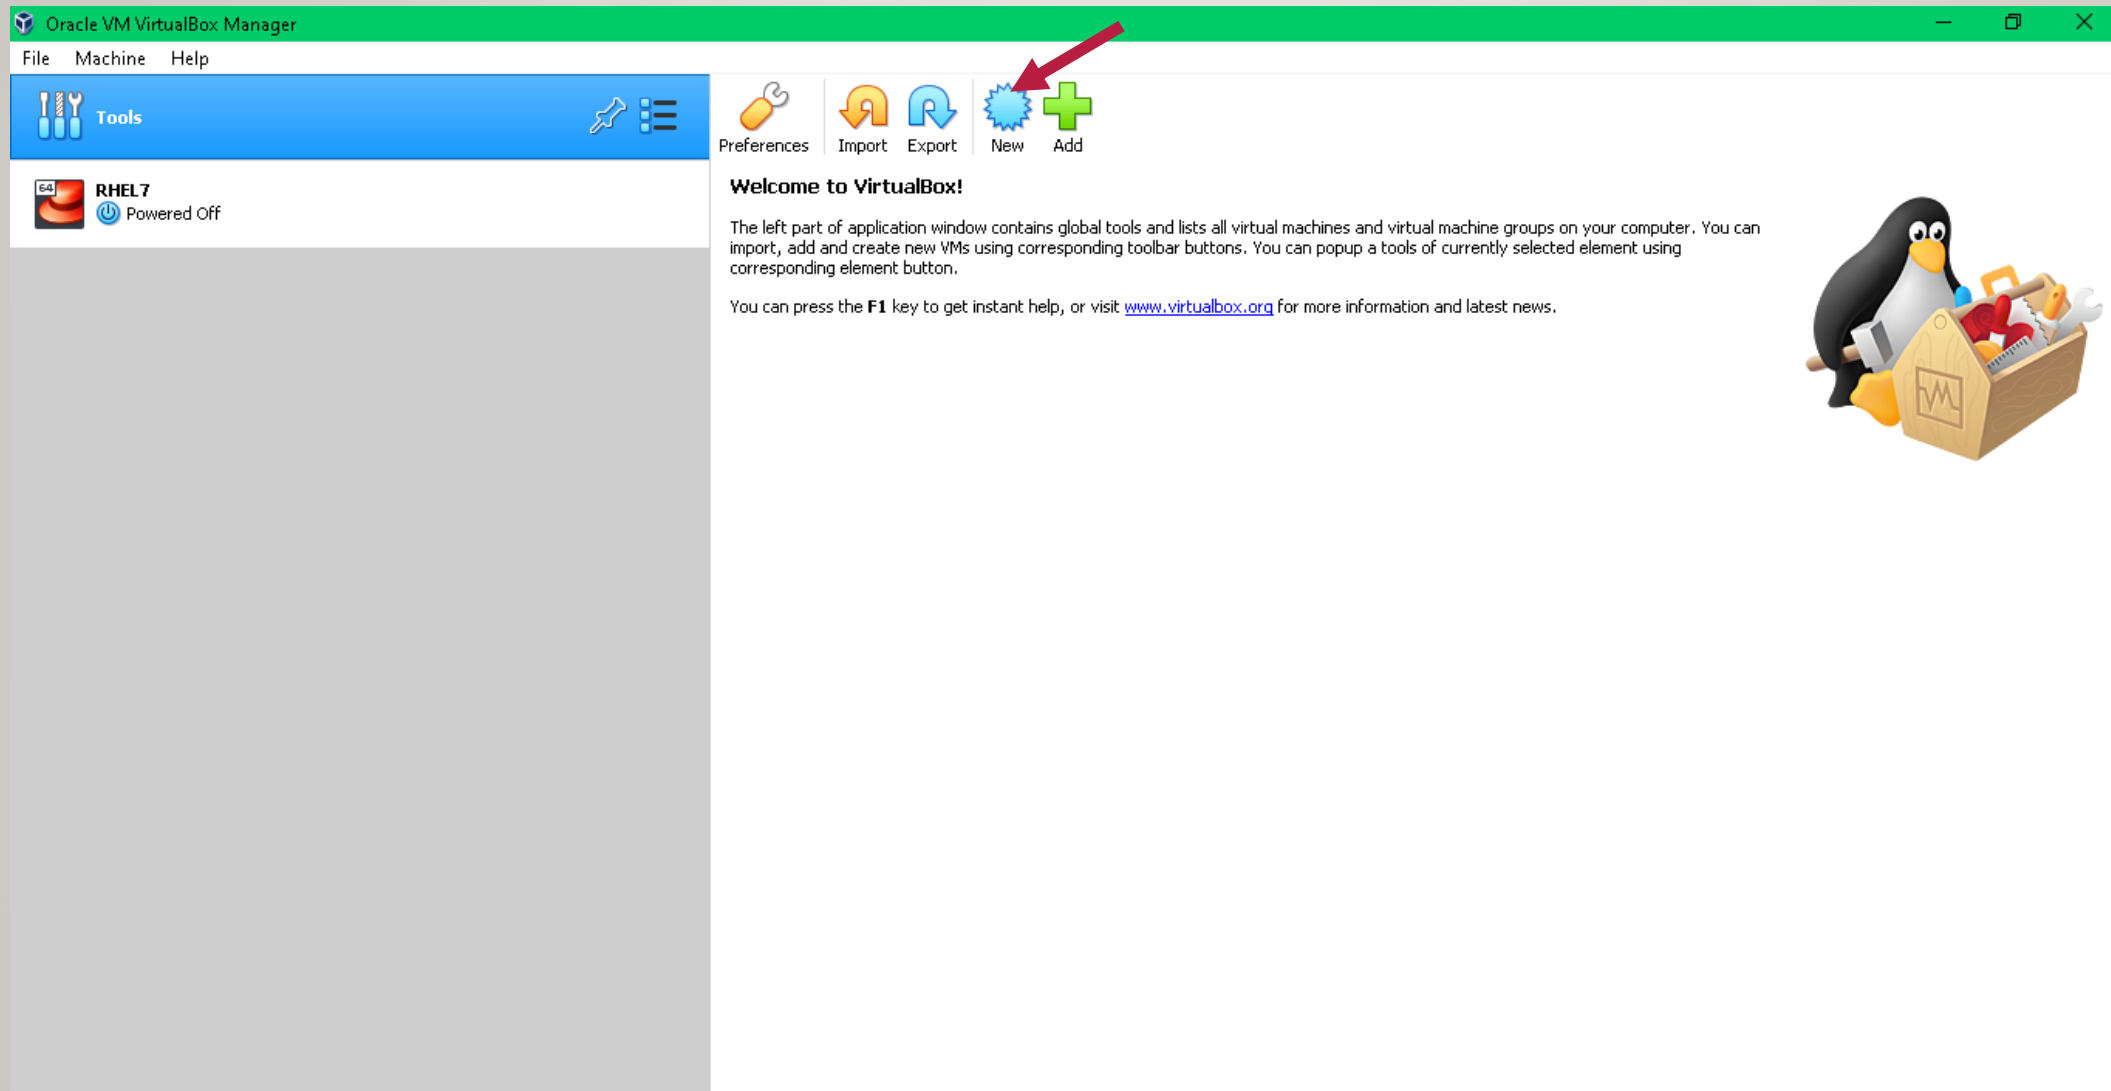 Oracle VM VirtualBox Manager
File Machine Help
Tools
Preferences Import Export New Add
64
RHEL7
Powered Off
Welcome to VirtualBox!
The left part of application window contains global tools and lists all virtual machines and virtual machine groups on your computer. You can
import, add and create new VMs using corresponding toolbar buttons. You can popup a tools of currently selected element using
corresponding element button.
You can press the F1 key to get instant help, or visit www.virtualbox.org for more information and latest news.